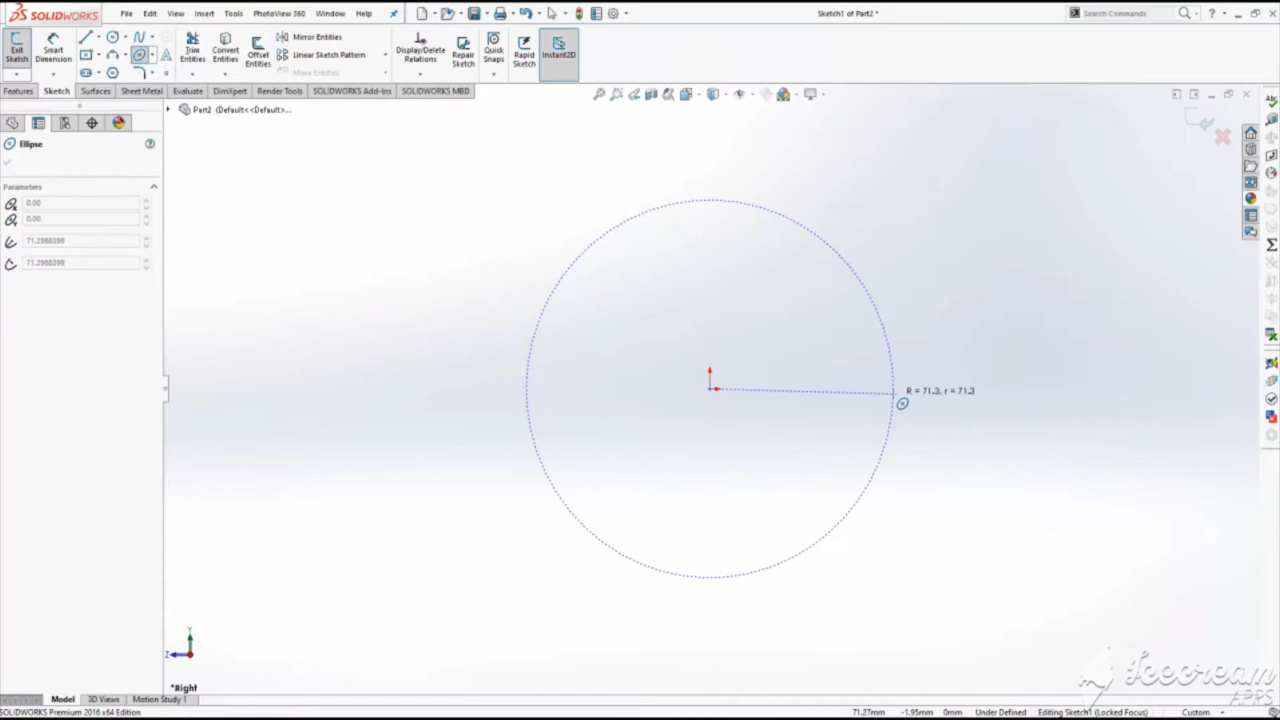 SOLIDWORKS File Edit View Insert Tools PhotoView 360 Window Help Sketch1 of Part2 * Search Commands
Exit Sketch Smart Dimension Trim Entities Convert Entities Offset Entities Mirror Entities Linear Sketch Pattern Move Entities Display/Delete Relations Repair Sketch Quick Snaps Rapid Sketch Instant2D
Features Sketch Surfaces Sheet Metal Evaluate DimXpert Render Tools SOLIDWORKS Add-Ins SOLIDWORKS MBD
Part2 (Default<<Default>...
Ellipse
Parameters
0.00
0.00
71.2988399
71.2988399
R = 71.3, r = 71.3
Y
Z
*Right
Icecream
APPS
Model 3D Views Motion Study 1
SOLIDWORKS Premium 2016 x64 Edition 71.27mm -1.95mm 0mm Under Defined Editing Sketch1 (Locked Focus) Custom